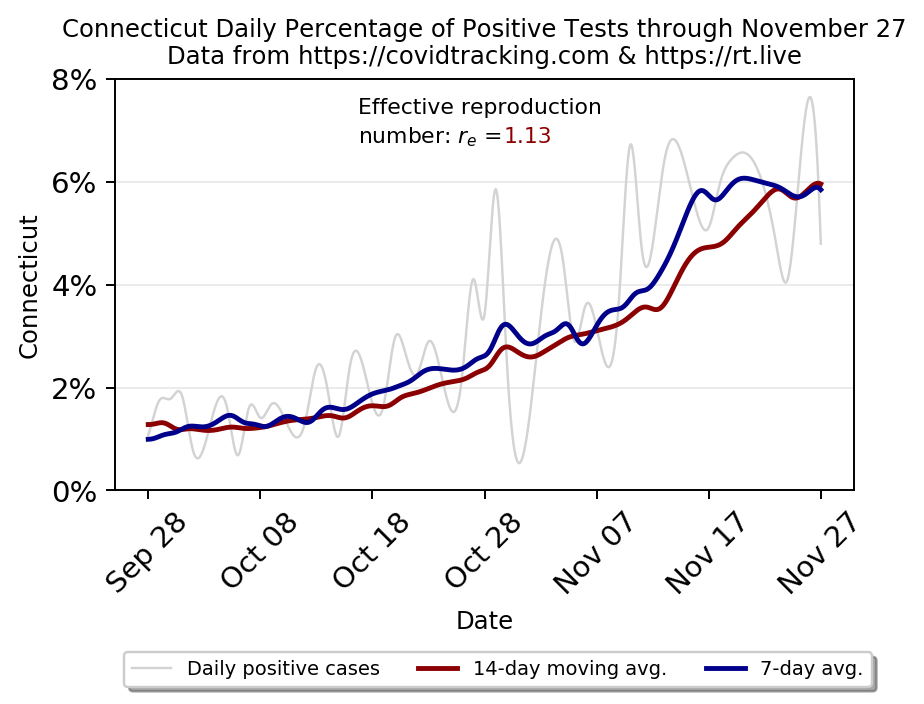 Connecticut Daily Percentage of Positive Tests through November 27
Data from https://covidtracking.com & https://rt.live
Effective reproduction
number: re =1.13
8%
6%
4%
2%
0%
Connecticut
Sep 28
Oct 08
Oct 18
Oct 28
Nov 07
Nov 17
Nov 27
Date
Daily positive cases
14-day moving avg.
7-day avg.